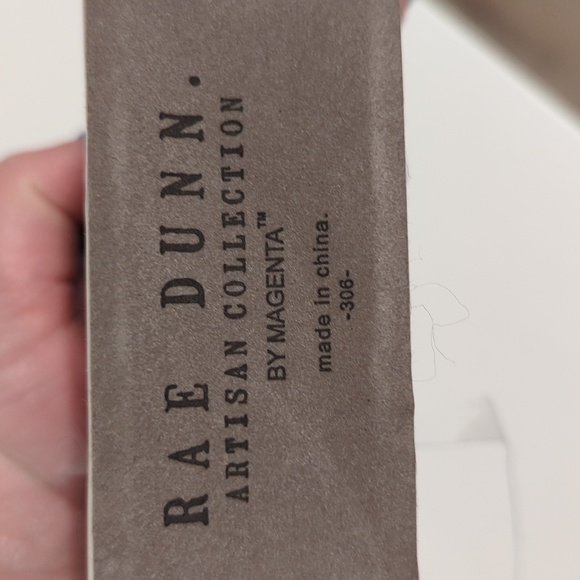 RAE DUNN.
ARTISAN COLLECTION
BY MAGENTA™
made in china.
-306-